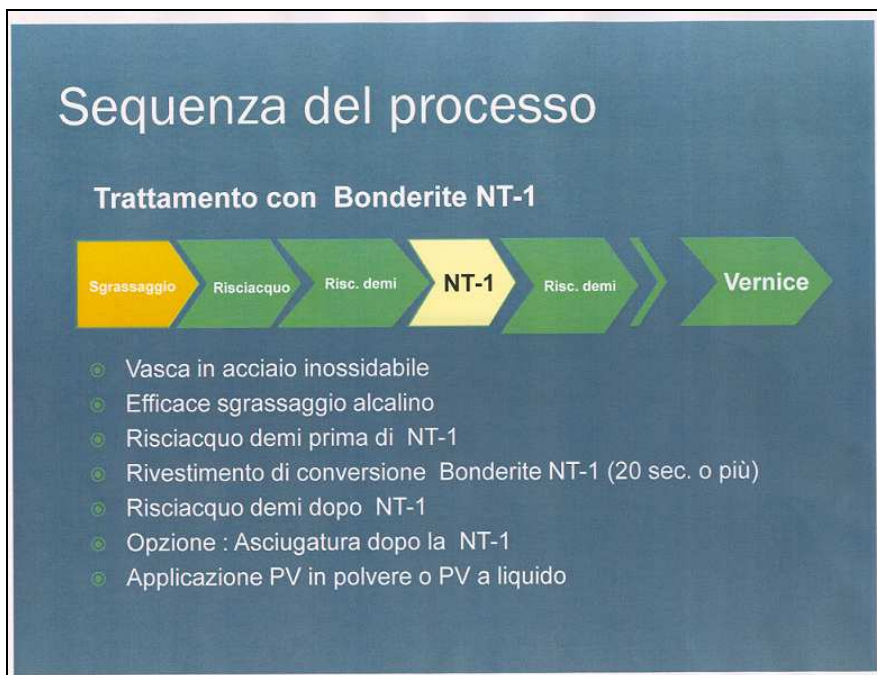 Sequenza del processo
Trattamento con Bonderite NT-1
Sgrassaggio
Risciacquo
Risc. demi
NT-1
Risc. demi
Vernice
Vasca in acciaio inossidabile
Efficace sgrassaggio alcalino
Risciacquo demi prima di NT-1
Rivestimento di conversione Bonderite NT-1 (20 sec. o più)
Risciacquo demi dopo NT-1
Opzione : Asciugatura dopo la NT-1
Applicazione PV in polvere o PV a liquido